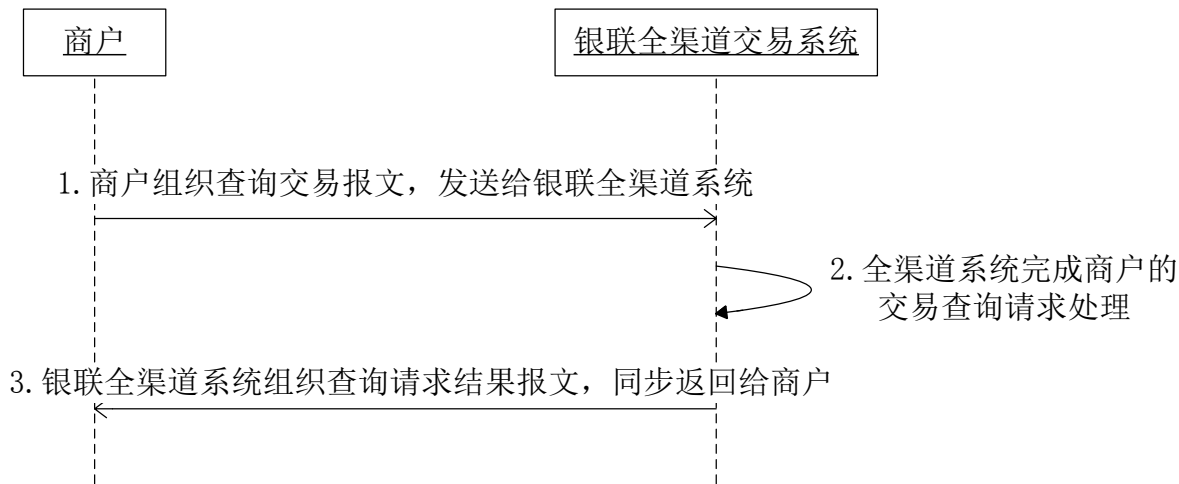 商户
银联全渠道交易系统
1.商户组织查询交易报文，发送给银联全渠道系统
2.全渠道系统完成商户的
交易查询请求处理
3.银联全渠道系统组织查询请求结果报文，同步返回给商户